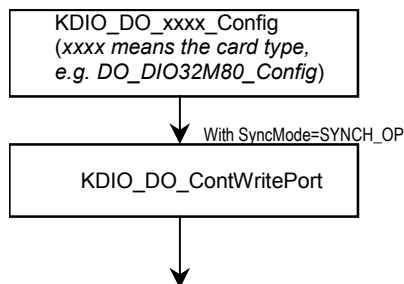 KDIO_DO_xxxx_Config
(xxxx means the card type,
e.g. DO_DIO32M80_Config)
With SyncMode=SYNCH_OP
KDIO_DO_ContWritePort